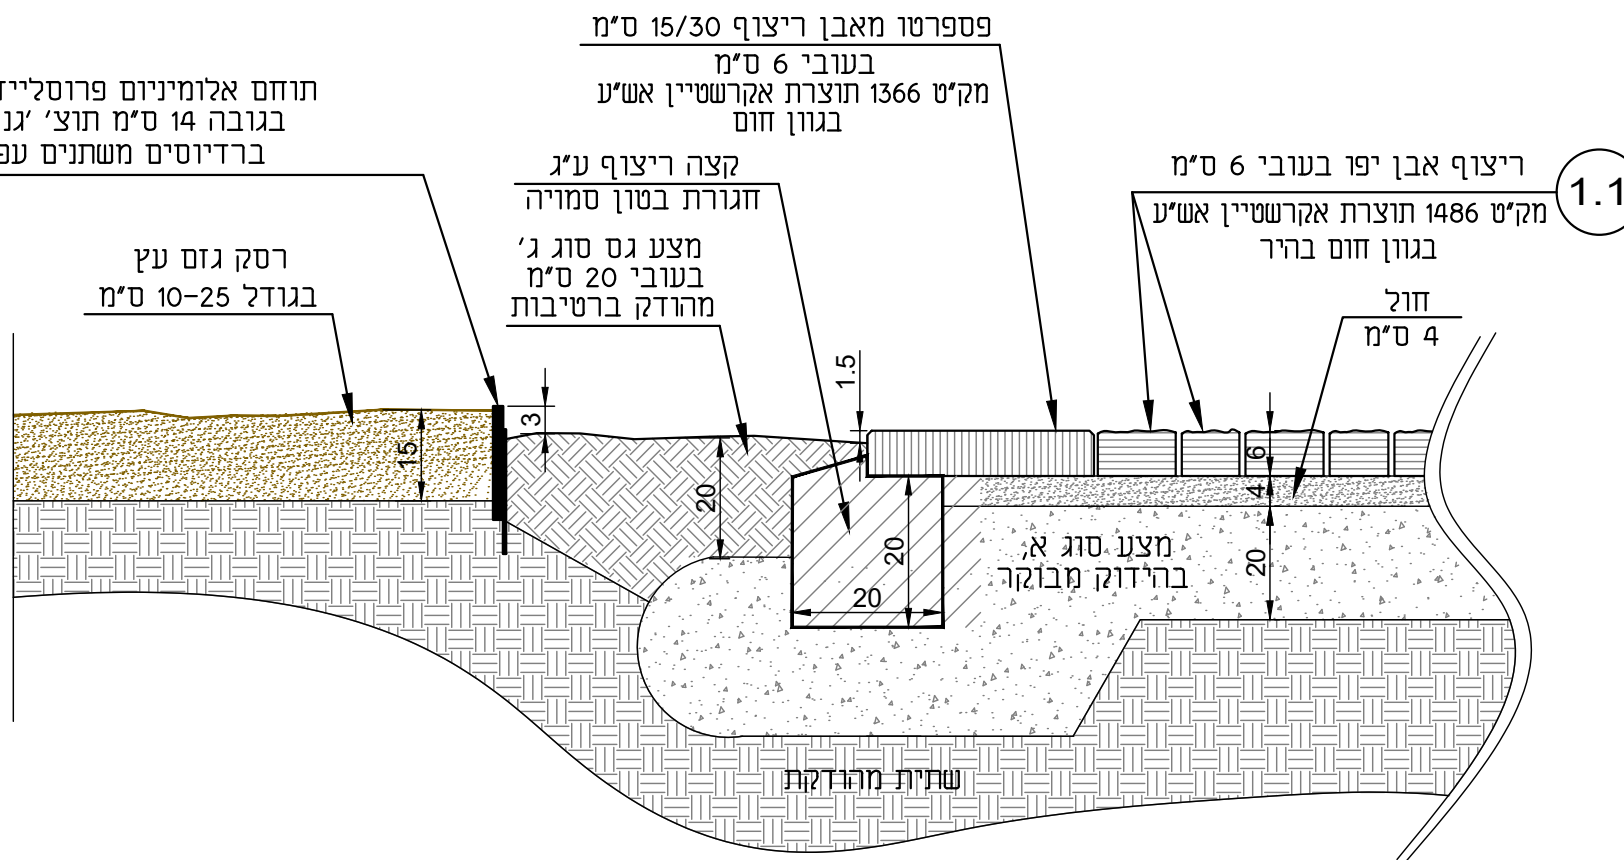 פספרטו מאבן ריצוף 15/30 ס"מ
בעובי 6 ס"מ
מק"ט 1366 תוצרת אקרשטיין אש"ע
בגוון חום
תוחם אלומיניום פרוסלייד
בגובה 14 ס"מ תוצ' 'גנ
ברדיוסים משתנים עפ
קצה ריצוף ע"ג
חגורת בטון סמויה
ריצוף אבן יפו בעובי 6 ס"מ
מק"ט 1486 תוצרת אקרשטיין אש"ע
בגוון חום בהיר
1.1
רסק גזם עץ
בגודל 10-25 ס"מ
מצע גס סוג ג'
בעובי 20 ס"מ
מהודק ברטיבות
חול
4 ס"מ
1.5
3
15
20
6
4
20
20
20
מצע סוג א,
בהידוק מבוקר
שתית מהודקת